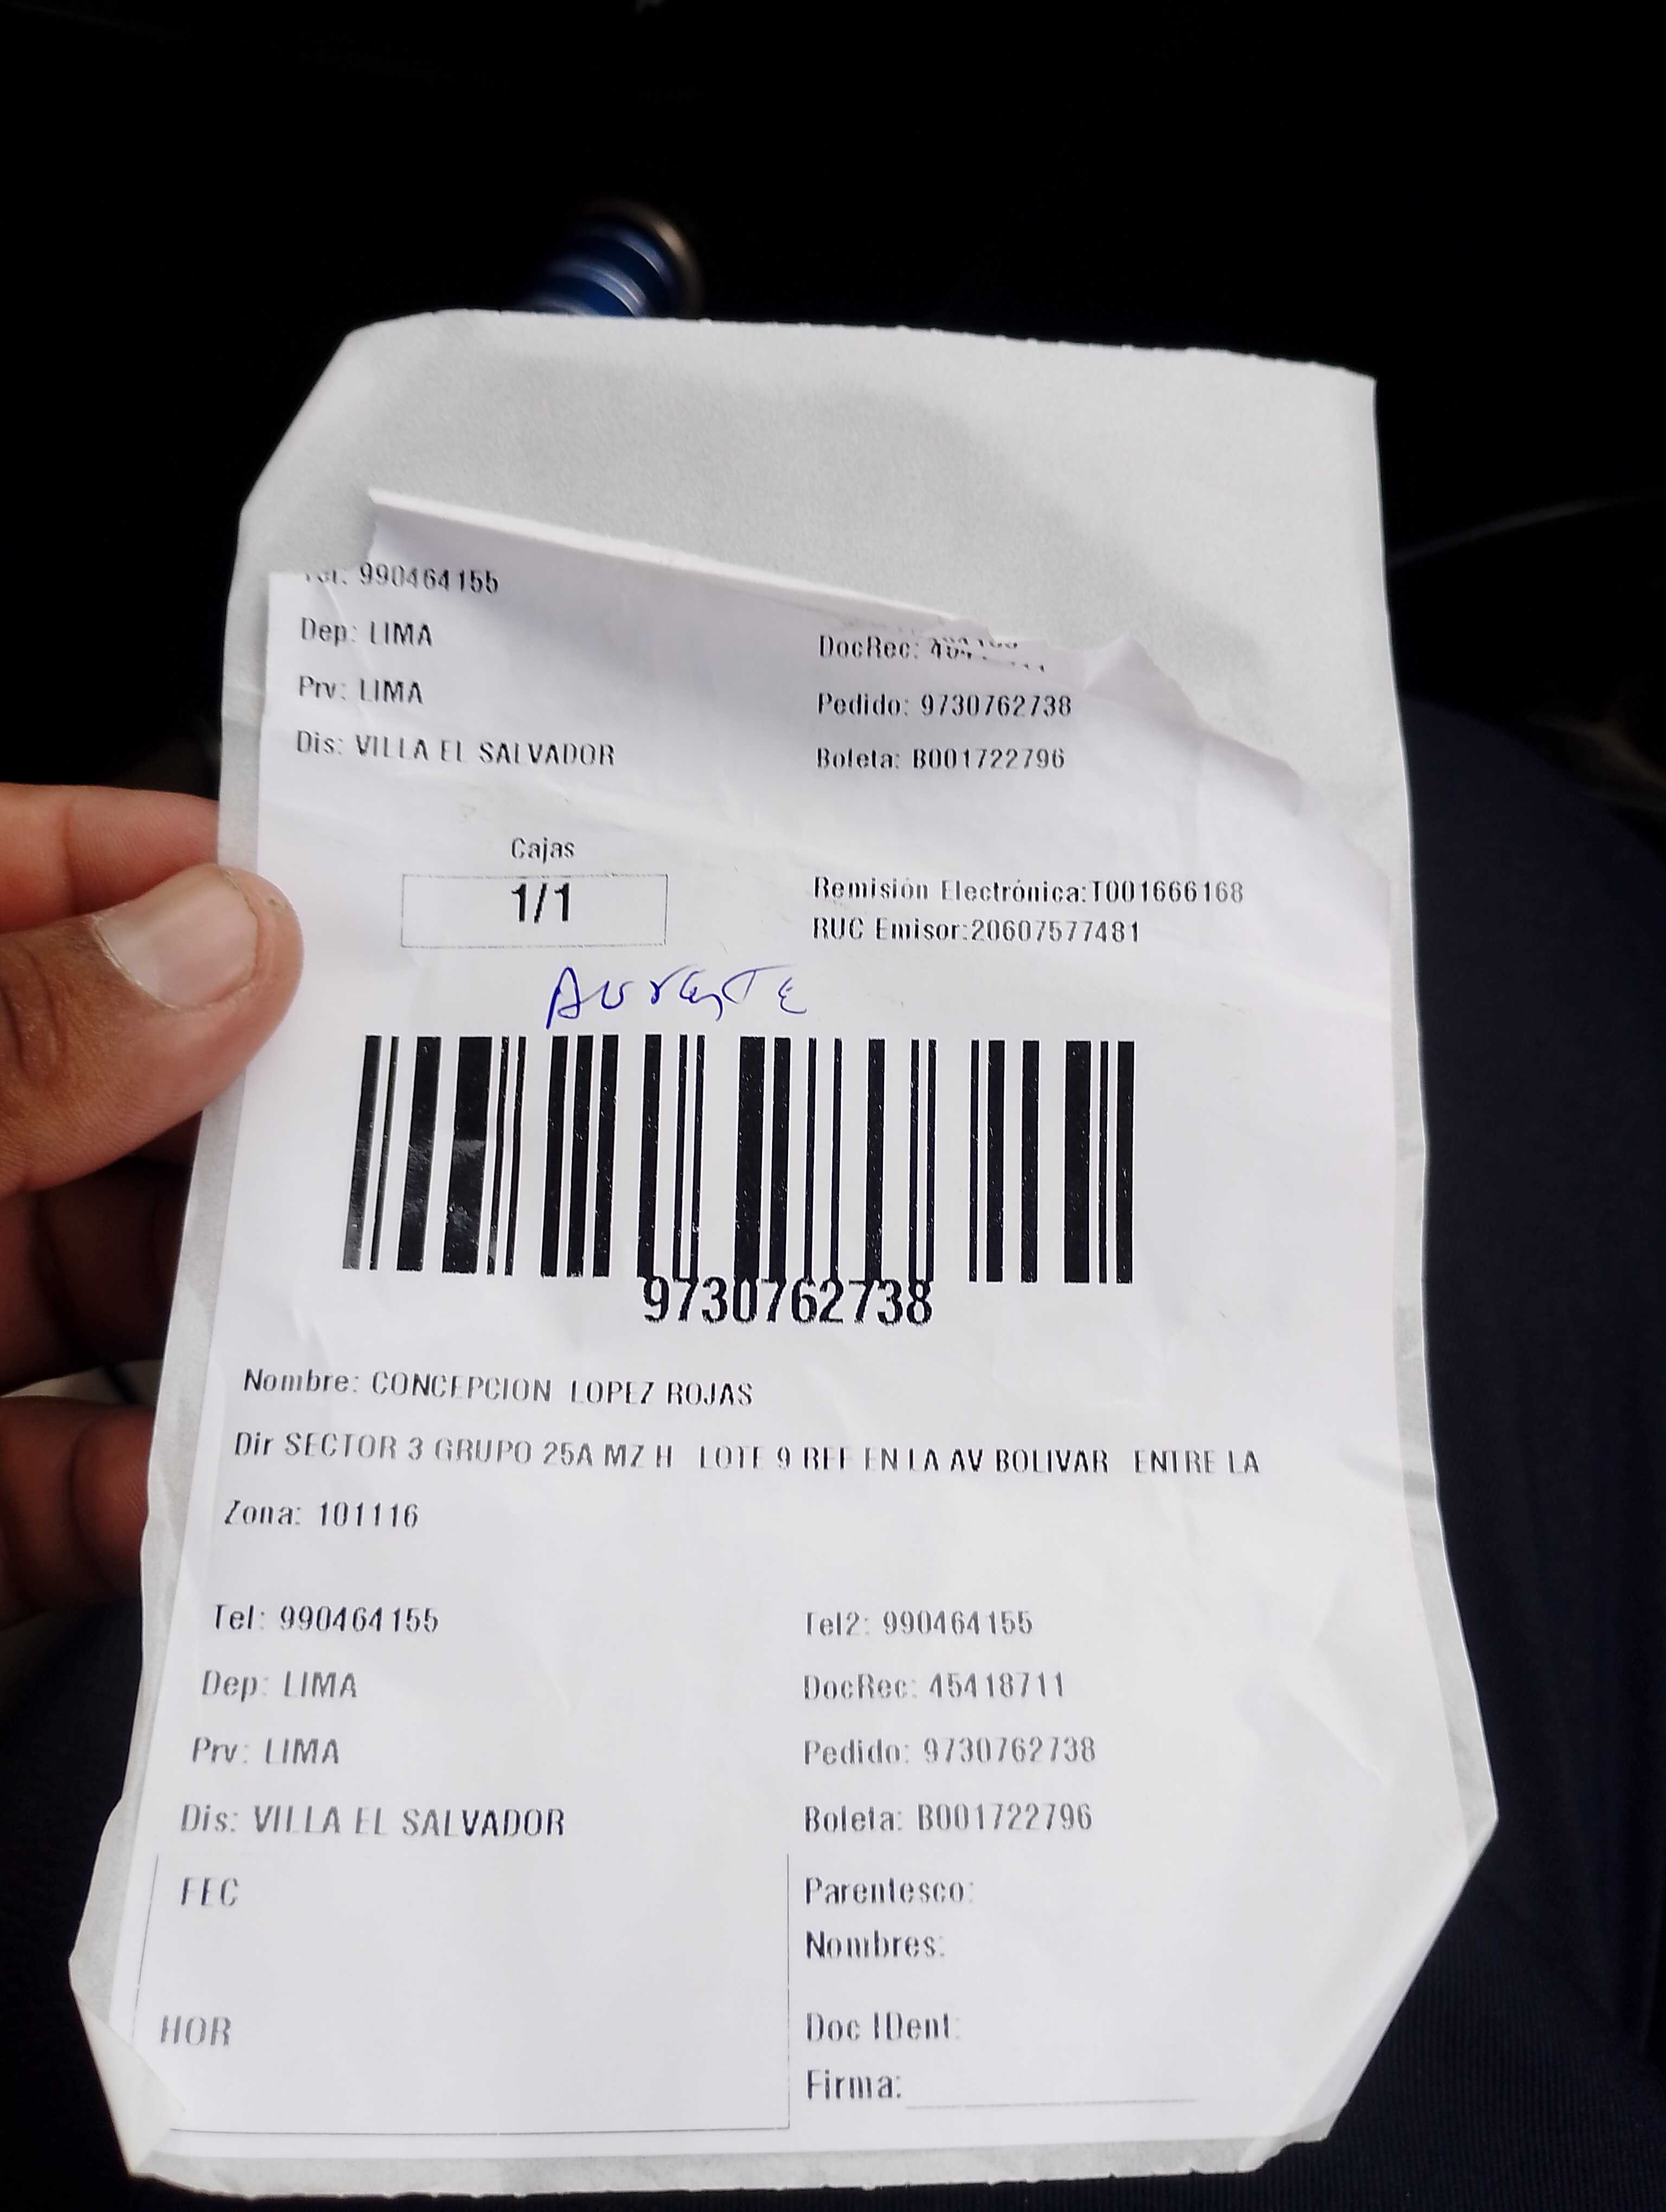 Tel: 990464155
Dep: LIMA
DocRec:
Prv: LIMA
Pedido: 9730762738
Dis: VILLA EL SALVADOR
Boleta: B001722796
Cajas
1/1
Remisión Electrónica:T001666168
RUC Emisor:20607577481
9730762738
Nombre: CONCEPCION LOPEZ ROJAS
Dir SECTOR 3 GRUPO 25A MZ H LOTE 9 REF EN LA AV BOLIVAR ENTRE LA
Zona: 101116
Tel: 990464155
Tel2: 990464155
Dep: LIMA
DocRec: 45418711
Prv: LIMA
Pedido: 9730762738
Dis: VILLA EL SALVADOR
Boleta: B001722796
FEC
Parentesco:
Nombres:
HOR
Doc IDent:
Firma: